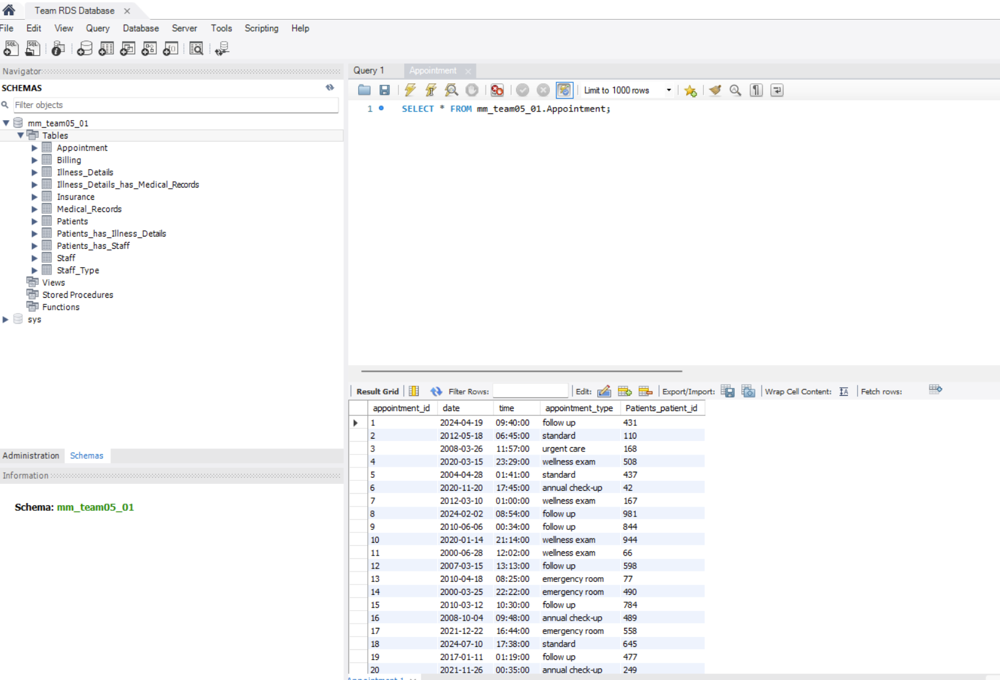 Team RDS Database
File Edit View Query Database Server Tools Scripting Help
SQL SQL
Navigator
SCHEMAS
Filter objects
mm_team05_01
Tables
Appointment
Billing
Illness_Details
Illness_Details_has_Medical_Records
Insurance
Medical_Records
Patients
Patients_has_Illness_Details
Patients_has_Staff
Staff
Staff_Type
Views
Stored Procedures
Functions
sys
Administration Schemas
Information
Schema: mm_team05_01
Query 1 Appointment
Limit to 1000 rows
1 SELECT * FROM mm_team05_01.Appointment;
Result Grid Filter Rows: Edit: Export/Import: Wrap Cell Content: Fetch rows:
appointment_id date time appointment_type Patients_patient_id
1 2024-04-19 09:40:00 follow up 431
2 2012-05-18 06:45:00 standard 110
3 2008-03-26 11:57:00 urgent care 168
4 2020-03-15 23:29:00 wellness exam 508
5 2004-04-28 01:41:00 standard 437
6 2020-11-20 17:45:00 annual check-up 42
7 2012-03-10 01:00:00 wellness exam 167
8 2024-02-02 08:54:00 follow up 981
9 2010-06-06 00:34:00 follow up 844
10 2020-01-14 21:14:00 wellness exam 944
11 2000-06-28 12:02:00 wellness exam 66
12 2007-03-15 13:13:00 follow up 598
13 2010-04-18 08:25:00 emergency room 77
14 2000-03-25 22:22:00 emergency room 490
15 2010-03-12 10:30:00 follow up 784
16 2008-10-04 09:48:00 annual check-up 489
17 2021-12-22 16:44:00 emergency room 558
18 2024-07-10 17:38:00 standard 645
19 2017-01-11 01:19:00 follow up 477
20 2021-11-26 00:35:00 annual check-up 249
Appointment 1